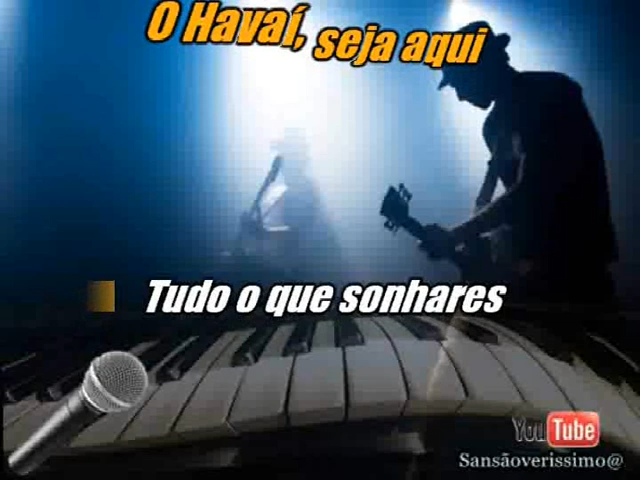 O Havaí, seja aqui
Tudo o que sonhares
YouTube
Sansãoverissimo@